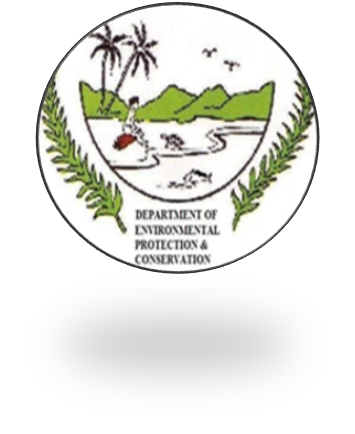 DEPARTMENT OF
ENVIRONMENTAL
PROTECTION &
CONSERVATION